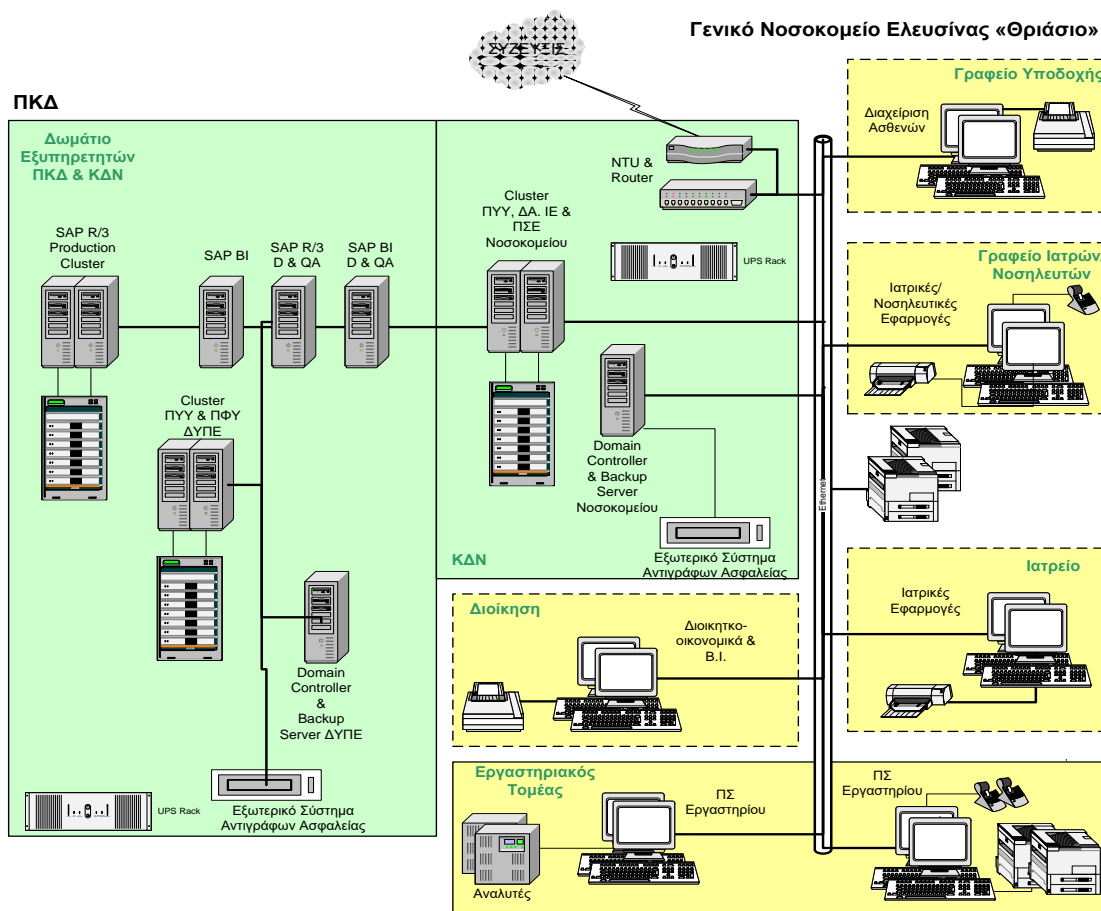 Γενικό Νοσοκομείο Ελευσίνας «Θριάσιο»
ΣΥΖΕΥΞΙΣ
ΠΚΔ
Δωμάτιο
Εξυπηρετητών
ΠΚΔ & ΚΔΝ
SAP R/3
Production
Cluster
SAP BI
SAP R/3
D & QA
SAP BI
D & QA
Cluster
ΠΥΥ & ΠΦΥ
ΔΥΠΕ
Domain
Controller
&
Backup
Server ΔΥΠΕ
UPS Rack
Εξωτερικό Σύστημα
Αντιγράφων Ασφαλείας
NTU &
Router
Cluster
ΠΥΥ, ΔΑ. ΙΕ &
ΠΣΕ
Νοσοκομείου
UPS Rack
Domain
Controller
& Backup
Server
Νοσοκομείου
ΚΔΝ
Εξωτερικό Σύστημα
Αντιγράφων Ασφαλείας
Ethernet
Γραφείο Υποδοχής
Διαχείριση
Ασθενών
Γραφείο Ιατρών/
Νοσηλευτών
Ιατρικές/
Νοσηλευτικές
Εφαρμογές
Ιατρείο
Ιατρικές
Εφαρμογές
Διοίκηση
Διοιητκο-
οικονομικά &
B.I.
Εργαστηριακός
Τομέας
ΠΣ
Εργαστηρίου
Αναλυτές
ΠΣ
Εργαστηρίου